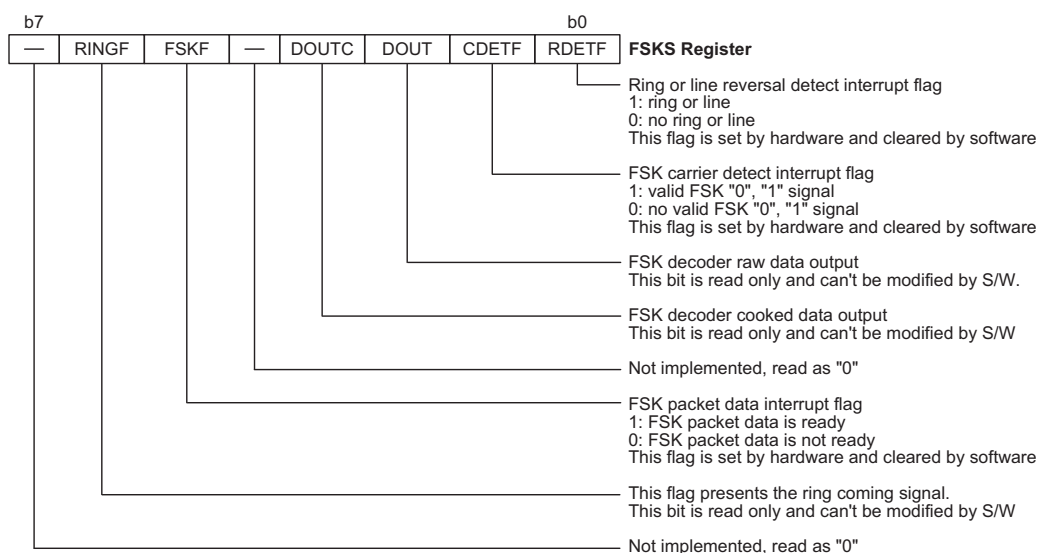 b7 b0
— RINGF FSKF — DOUTC DOUT CDETF RDETF FSKS Register
Ring or line reversal detect interrupt flag
1: ring or line
0: no ring or line
This flag is set by hardware and cleared by software
FSK carrier detect interrupt flag
1: valid FSK "0", "1" signal
0: no valid FSK "0", "1" signal
This flag is set by hardware and cleared by software
FSK decoder raw data output
This bit is read only and can't be modified by S/W.
FSK decoder cooked data output
This bit is read only and can't be modified by S/W
Not implemented, read as "0"
FSK packet data interrupt flag
1: FSK packet data is ready
0: FSK packet data is not ready
This flag is set by hardware and cleared by software
This flag presents the ring coming signal.
This bit is read only and can't be modified by S/W
Not implemented, read as "0"